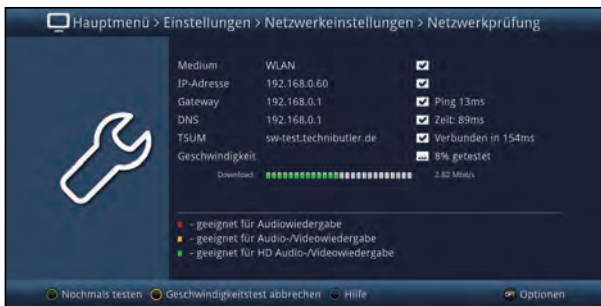 Hauptmenü > Einstellungen > Netzwerkeinstellungen > Netzwerkprüfung
Medium WLAN
IP-Adresse 192.168.0.60
Gateway 192.168.0.1 Ping 13ms
DNS 192.168.0.1 Zeit: 89ms
TSUM sw-test.technibutler.de Verbunden in 154ms
Geschwindigkeit 8% getestet
Download 2.82 Mbit/s
- geeignet für Audiowiedergabe
- geeignet für Audio-/Videowiedergabe
- geeignet für HD Audio-/Videowiedergabe
Nochmals testen Geschwindigkeitstest abbrechen Hilfe OPT Optionen